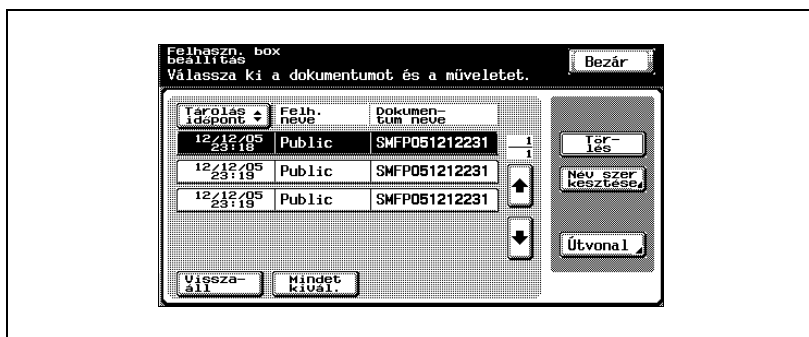 Felhaszn. box
beállítás
Válassza ki a dokumentumot és a műveletet.
Bezár
Tárolás
időpont
Felh.
neve
Dokumen-
tum neve
12/12/05
23:18
Public
SMFP051212231
1
1
12/12/05
23:19
Public
SMFP051212231
12/12/05
23:19
Public
SMFP051212231
Tör-
lés
Név szer
kesztése
Útvonal
Vissza-
áll
Mindet
kivál.